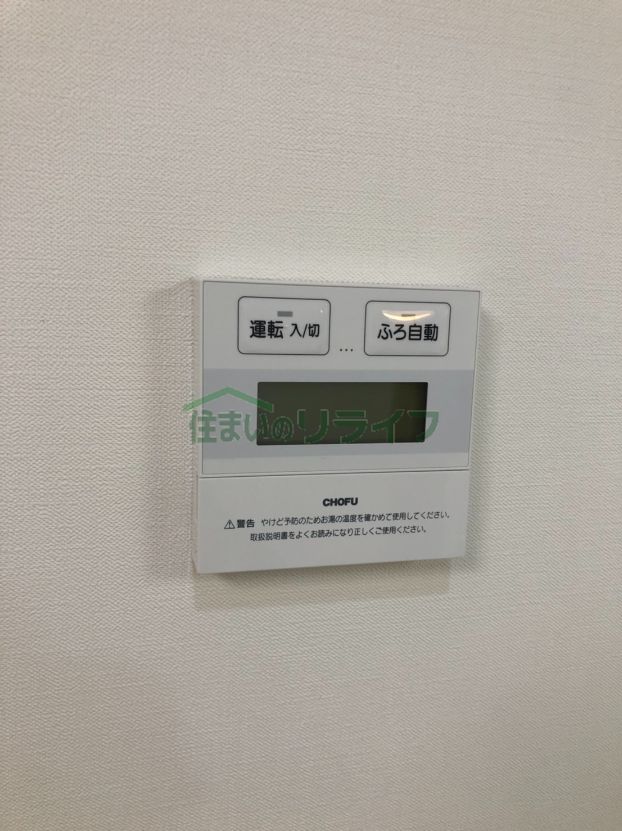 運転 入/切
ふろ自動
住まいのリライフ
CHOFU
⚠警告 やけど予防のためお湯の温度を確かめて使用してください。
取扱説明書をよくお読みになり正しくご使用ください。